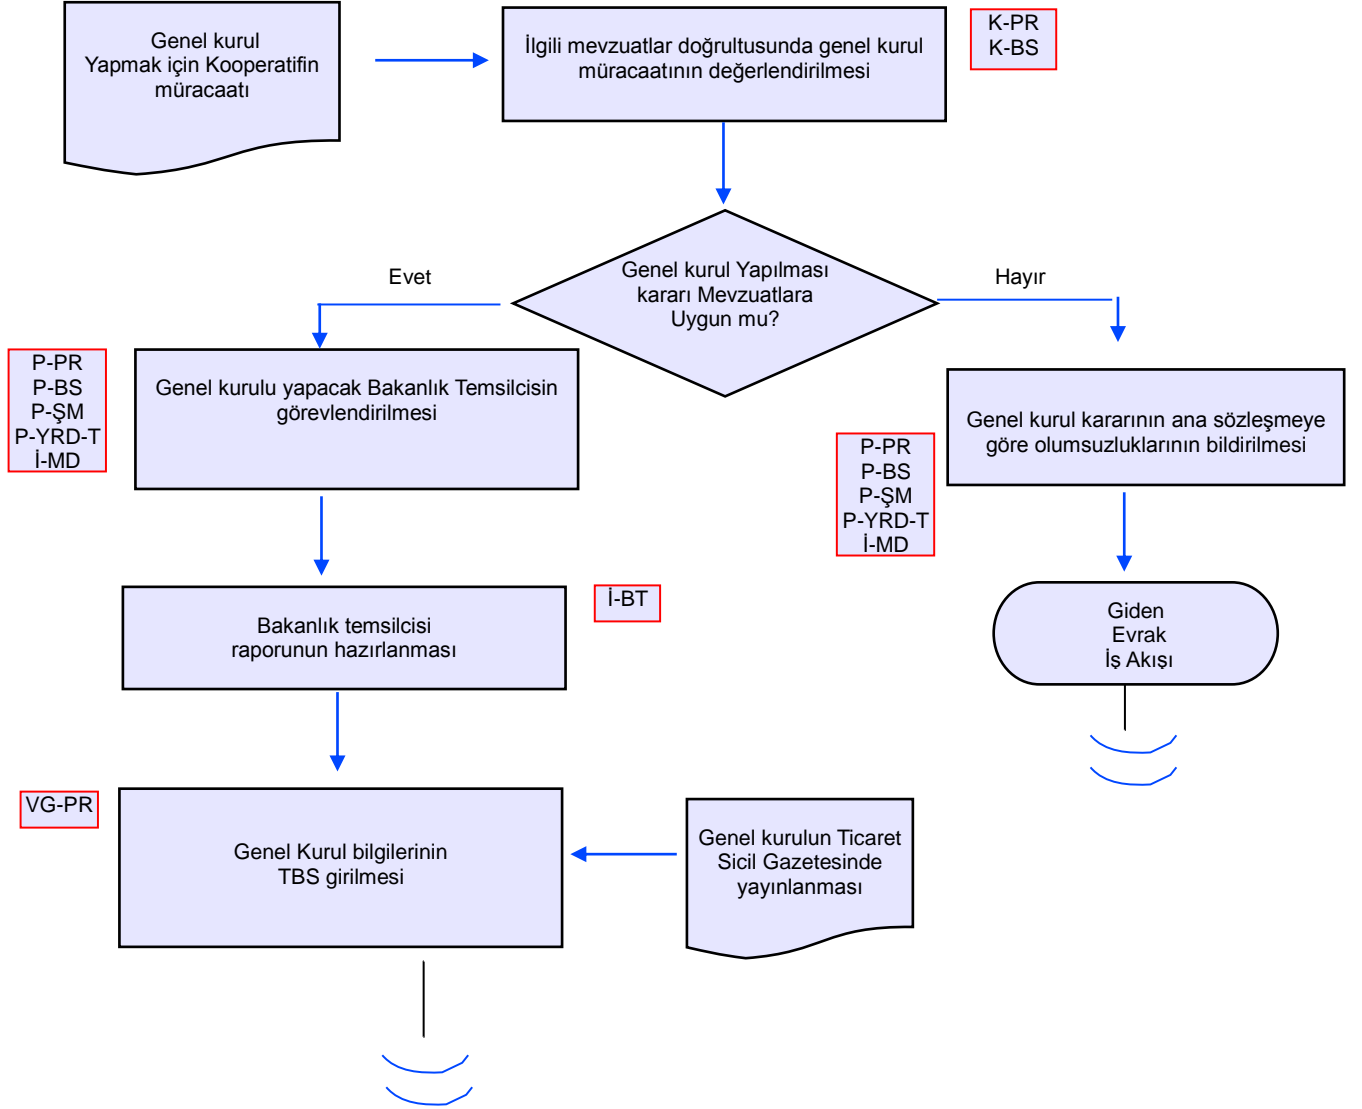 Genel kurul
Yapmak için Kooperatifin
müracaatı
İlgili mevzuatlar doğrultusunda genel kurul
müracaatının değerlendirilmesi
K-PR
K-BS
Genel kurul Yapılması
kararı Mevzuatlara
Uygun mu?
Evet
Hayır
P-PR
P-BS
P-ŞM
P-YRD-T
İ-MD
Genel kurulu yapacak Bakanlık Temsilcisin
görevlendirilmesi
P-PR
P-BS
P-ŞM
P-YRD-T
İ-MD
Genel kurul kararının ana sözleşmeye
göre olumsuzluklarının bildirilmesi
Bakanlık temsilcisi
raporunun hazırlanması
İ-BT
Giden
Evrak
İş Akışı
VG-PR
Genel Kurul bilgilerinin
TBS girilmesi
Genel kurulun Ticaret
Sicil Gazetesinde
yayınlanması